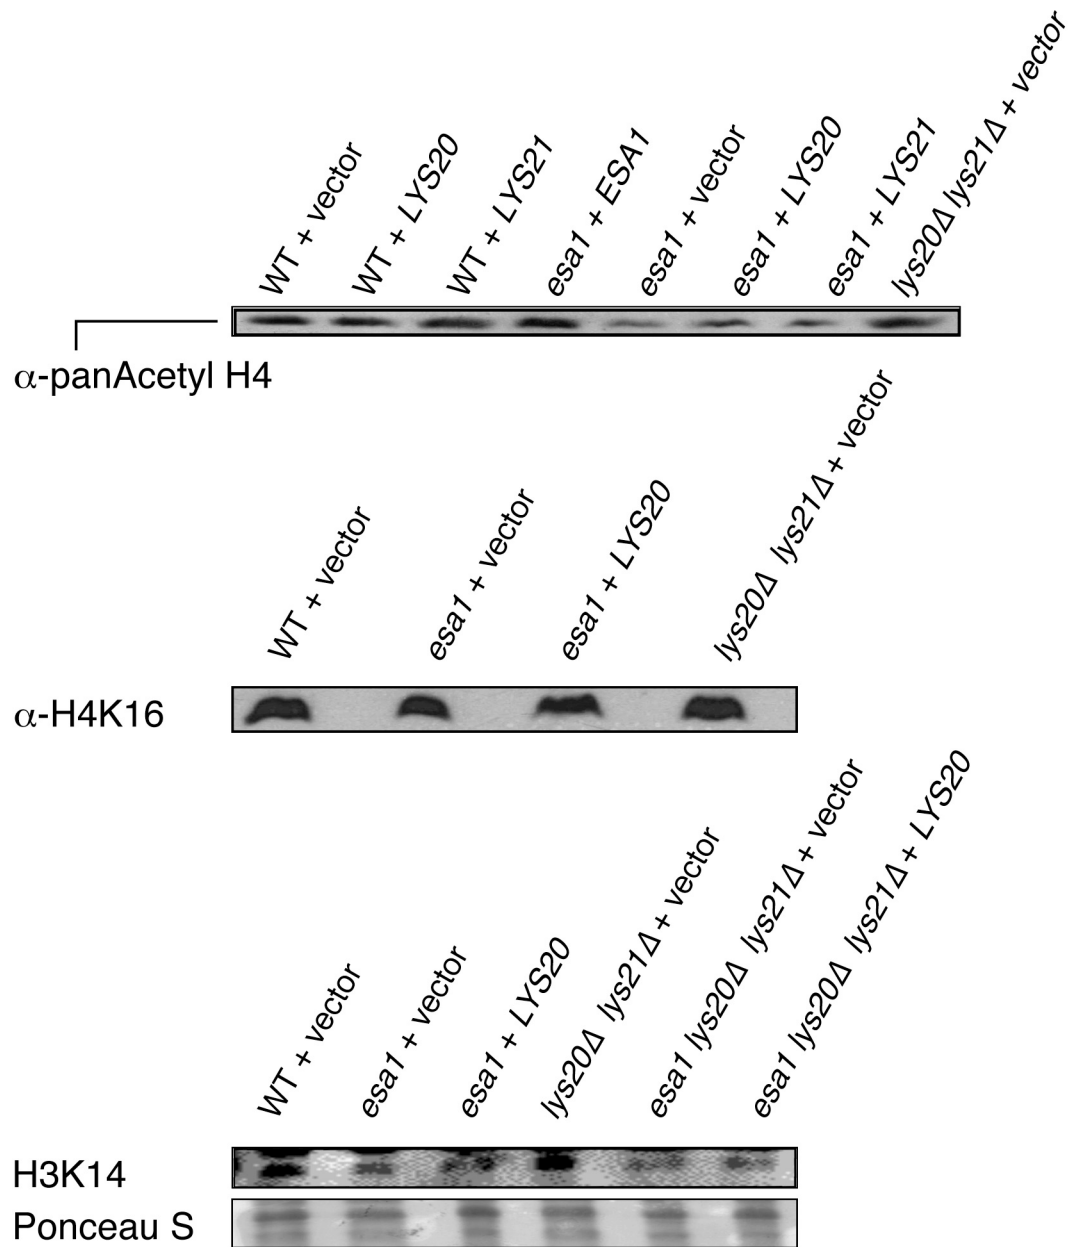 WT + vector
WT + LYS20
WT + LYS21
esa1 + ESA1
esa1 + vector
esa1 + LYS20
esa1 + LYS21
lys20Δ lys21Δ + vector
α-panAcetyl H4
WT + vector
esa1 + vector
esa1 + LYS20
lys20Δ lys21Δ + vector
α-H4K16
WT + vector
esa1 + vector
esa1 + LYS20
lys20Δ lys21Δ + vector
esa1 lys20Δ lys21Δ + vector
esa1 lys20Δ lys21Δ + LYS20
H3K14
Ponceau S